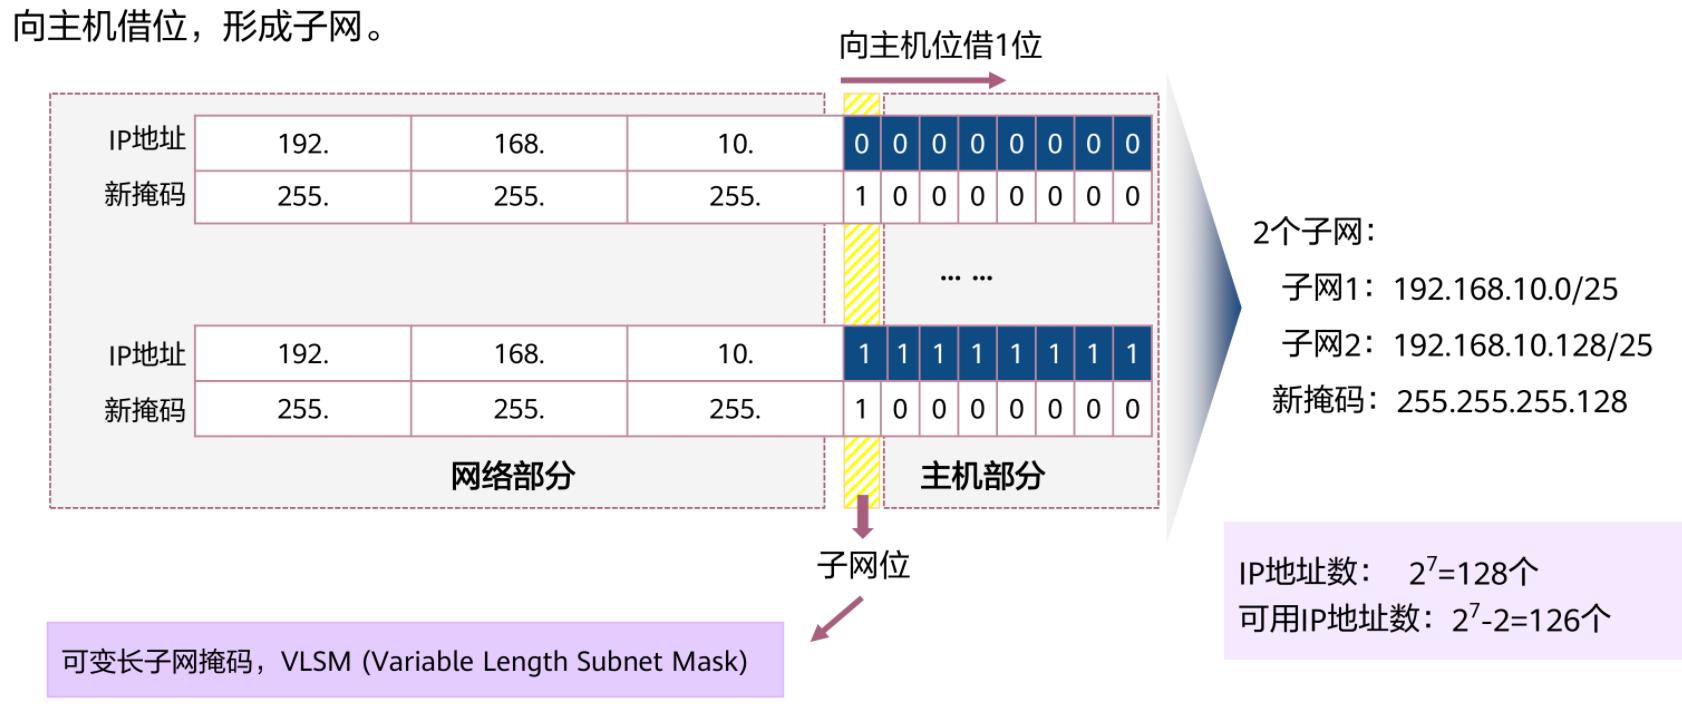 向主机借位，形成子网。
向主机位借1位
IP地址 192. 168. 10. 0 0 0 0 0 0 0 0
新掩码 255. 255. 255. 1 0 0 0 0 0 0 0
... ...
IP地址 192. 168. 10. 1 1 1 1 1 1 1 1
新掩码 255. 255. 255. 1 0 0 0 0 0 0 0
网络部分 主机部分
子网位
可变长子网掩码，VLSM (Variable Length Subnet Mask)
2个子网：
子网1：192.168.10.0/25
子网2：192.168.10.128/25
新掩码：255.255.255.128
IP地址数： 2⁷=128个
可用IP地址数：2⁷-2=126个